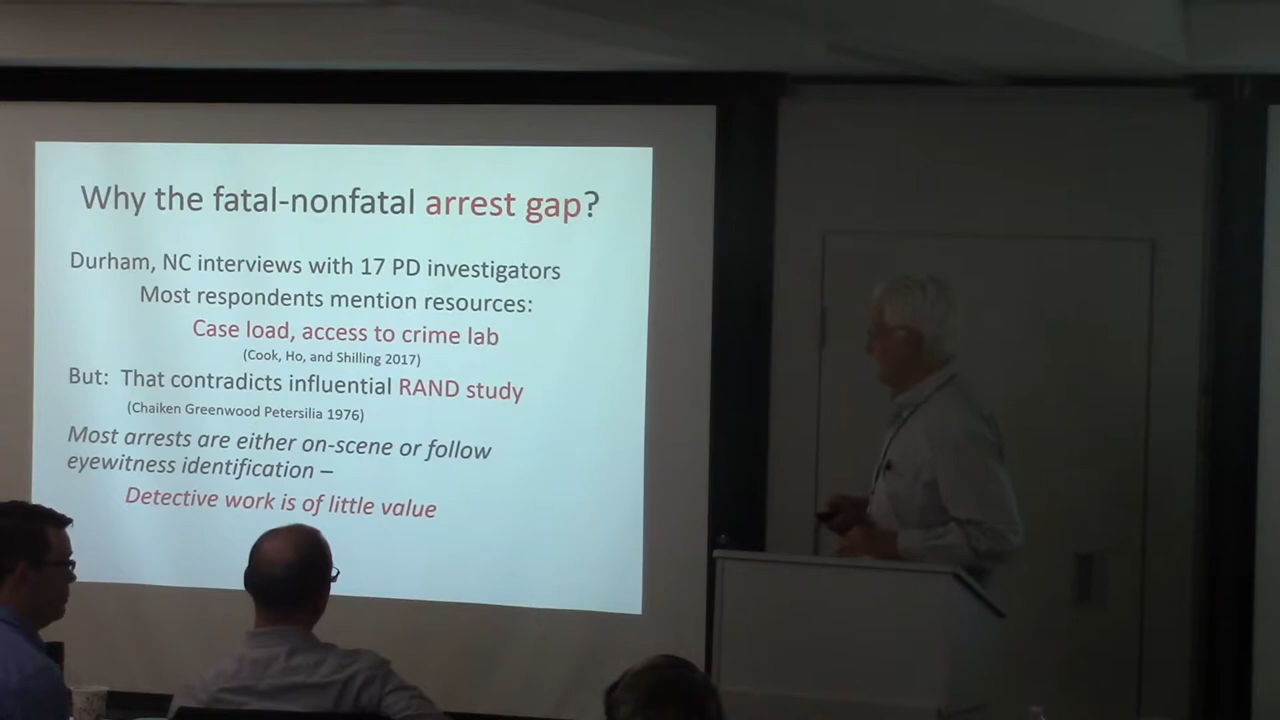 Why the fatal-nonfatal arrest gap?
Durham, NC interviews with 17 PD investigators
Most respondents mention resources:
Case load, access to crime lab
(Cook, Ho, and Shilling 2017)
But: That contradicts influential RAND study
(Chaiken Greenwood Petersilia 1976)
Most arrests are either on-scene or follow
eyewitness identification –
Detective work is of little value